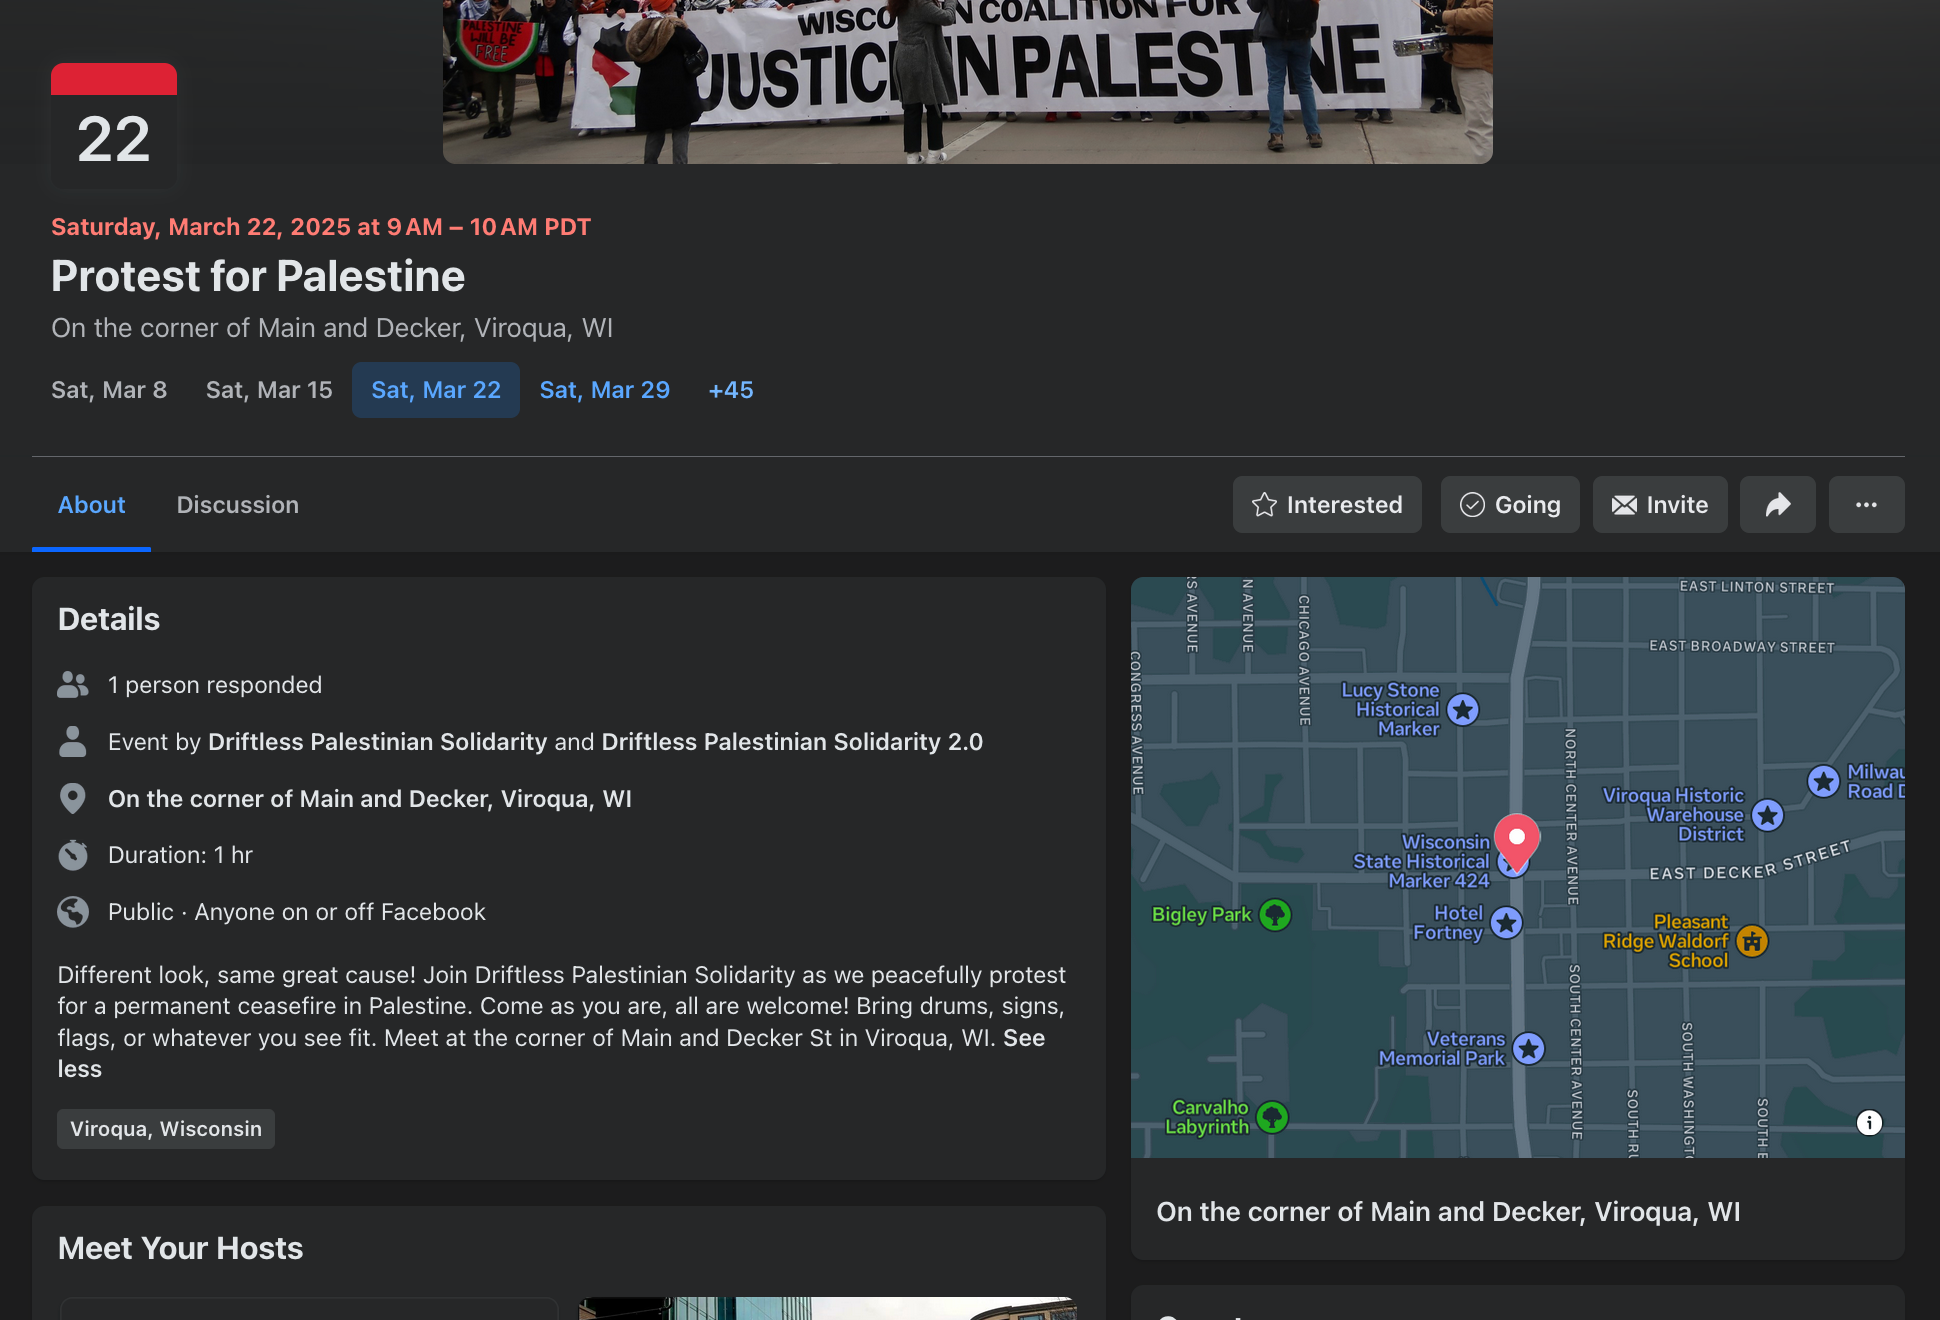 WISCO N COALITION FOR
JUSTIC IN PALEST NE
PALESTINE
WILL BE
FREE
22
Saturday, March 22, 2025 at 9 AM – 10 AM PDT
Protest for Palestine
On the corner of Main and Decker, Viroqua, WI
Sat, Mar 8 Sat, Mar 15 Sat, Mar 22 Sat, Mar 29 +45
About Discussion Interested Going Invite
Details
1 person responded
Event by Driftless Palestinian Solidarity and Driftless Palestinian Solidarity 2.0
On the corner of Main and Decker, Viroqua, WI
Duration: 1 hr
Public · Anyone on or off Facebook
Different look, same great cause! Join Driftless Palestinian Solidarity as we peacefully protest
for a permanent ceasefire in Palestine. Come as you are, all are welcome! Bring drums, signs,
flags, or whatever you see fit. Meet at the corner of Main and Decker St in Viroqua, WI. See
less
Viroqua, Wisconsin
Meet Your Hosts
EAST LINTON STREET
EAST BROADWAY STREET
RS AVENUE
N AVENUE
CHICAGO AVENUE
CONGRESS AVENUE
Lucy Stone
Historical
Marker
NORTH CENTER AVENUE
Milwau
Road D
Viroqua Historic
Warehouse
District
Wisconsin
State Historical
Marker 424
EAST DECKER STREET
Bigley Park
Hotel
Fortney
Pleasant
Ridge Waldorf
School
SOUTH CENTER AVENUE
Veterans
Memorial Park
SOUTH WASHINGTO
SOUTH RU
SOUTH E
Carvalho
Labyrinth
On the corner of Main and Decker, Viroqua, WI